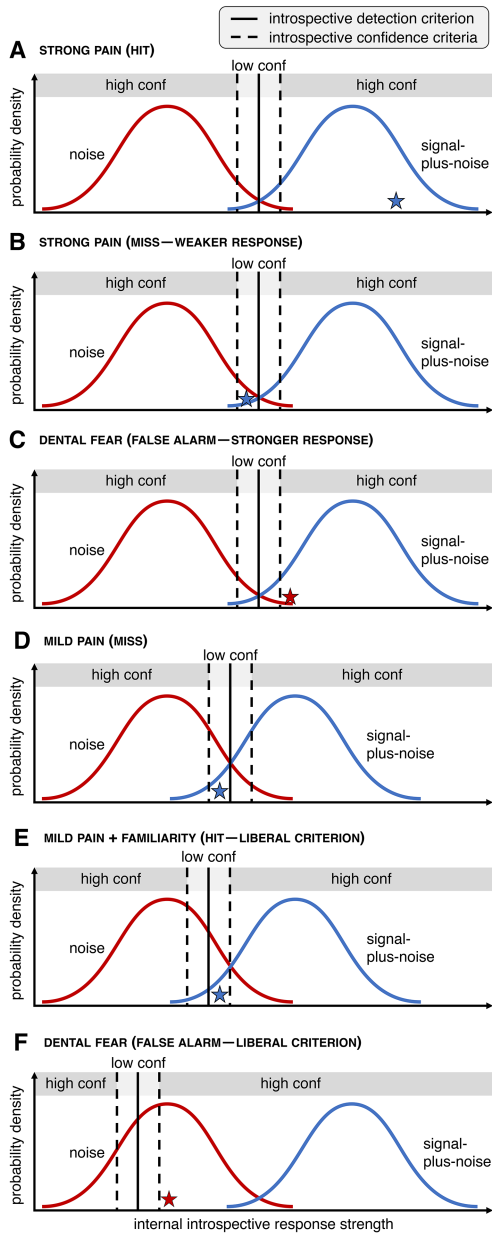 introspective detection criterion
introspective confidence criteria
A STRONG PAIN (HIT)
low conf
high conf
high conf
probability density
noise
signal-
plus-noise
B STRONG PAIN (MISS—WEAKER RESPONSE)
low conf
high conf
high conf
probability density
noise
signal-
plus-noise
C DENTAL FEAR (FALSE ALARM—STRONGER RESPONSE)
low conf
high conf
high conf
probability density
noise
signal-
plus-noise
D MILD PAIN (MISS)
low conf
high conf
high conf
probability density
noise
signal-
plus-noise
E MILD PAIN + FAMILIARITY (HIT—LIBERAL CRITERION)
low conf
high conf
high conf
probability density
noise
signal-
plus-noise
F DENTAL FEAR (FALSE ALARM—LIBERAL CRITERION)
low conf
high conf
high conf
probability density
noise
signal-
plus-noise
internal introspective response strength